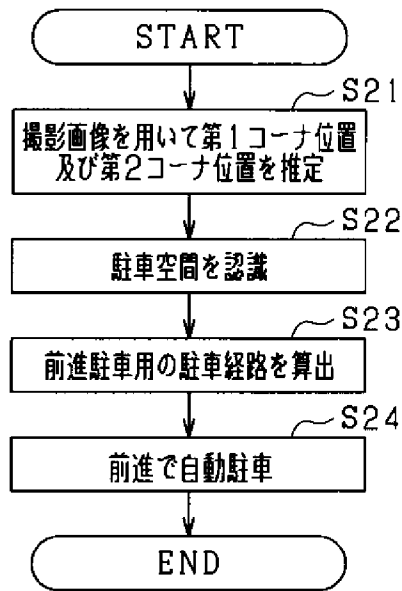 START
S21
撮影画像を用いて第1コーナ位置
及び第2コーナ位置を推定
S22
駐車空間を認識
S23
前進駐車用の駐車経路を算出
S24
前進で自動駐車
END